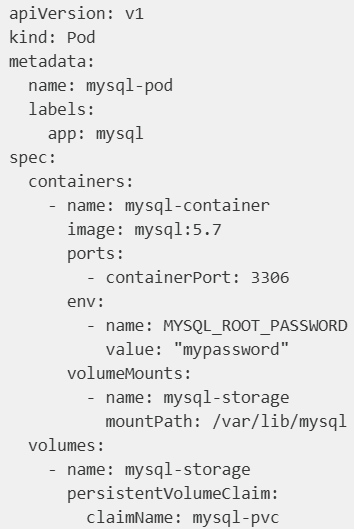 apiVersion: v1
kind: Pod
metadata:
  name: mysql-pod
  labels:
    app: mysql
spec:
  containers:
    - name: mysql-container
      image: mysql:5.7
      ports:
        - containerPort: 3306
      env:
        - name: MYSQL_ROOT_PASSWORD
          value: "mypassword"
      volumeMounts:
        - name: mysql-storage
          mountPath: /var/lib/mysql
  volumes:
    - name: mysql-storage
      persistentVolumeClaim:
        claimName: mysql-pvc